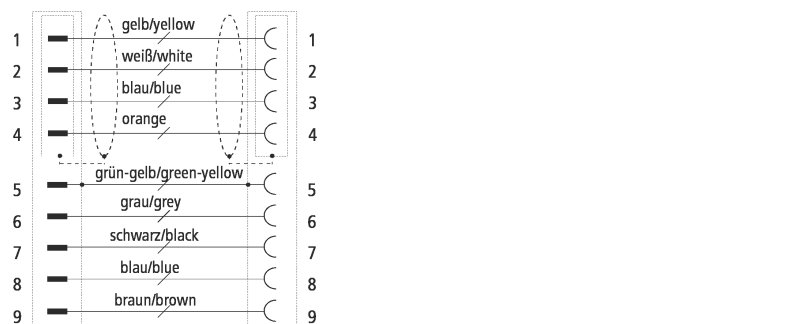 1 gelb/yellow 1
2 weiß/white 2
3 blau/blue 3
4 orange 4
5 grün-gelb/green-yellow 5
6 grau/grey 6
7 schwarz/black 7
8 blau/blue 8
9 braun/brown 9